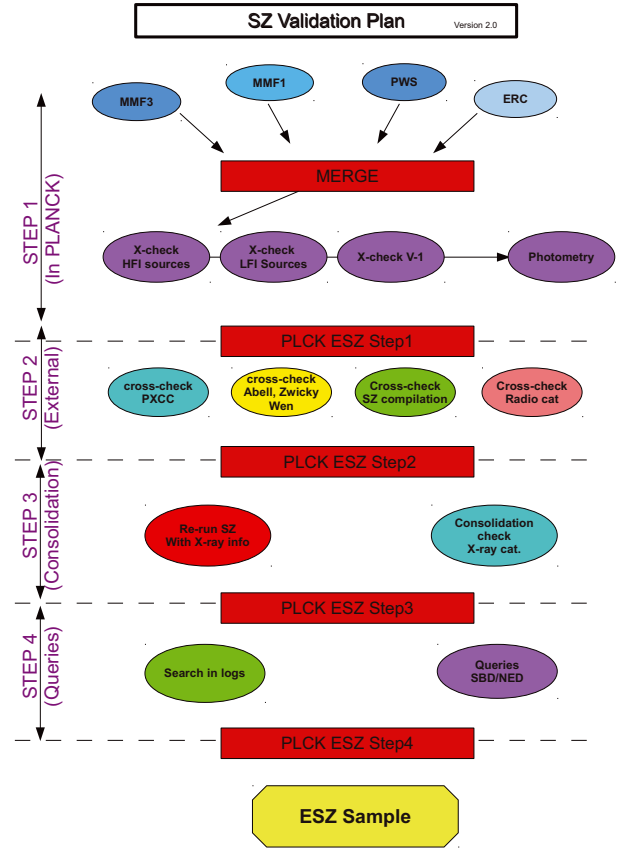 SZ Validation Plan
Version 2.0
MMF3
MMF1
PWS
ERC
MERGE
STEP 1
(In PLANCK)
X-check
HFI sources
X-check
LFI Sources
X-check V-1
Photometry
PLCK ESZ Step1
STEP 2
(External)
cross-check
PXCC
cross-check
Abell, Zwicky
Wen
Cross-check
SZ compilation
Cross-check
Radio cat
PLCK ESZ Step2
STEP 3
(Consolidation)
Re-run SZ
With X-ray info
Consolidation
check
X-ray cat.
PLCK ESZ Step3
STEP 4
(Queries)
Search in logs
Queries
SBD/NED
PLCK ESZ Step4
ESZ Sample